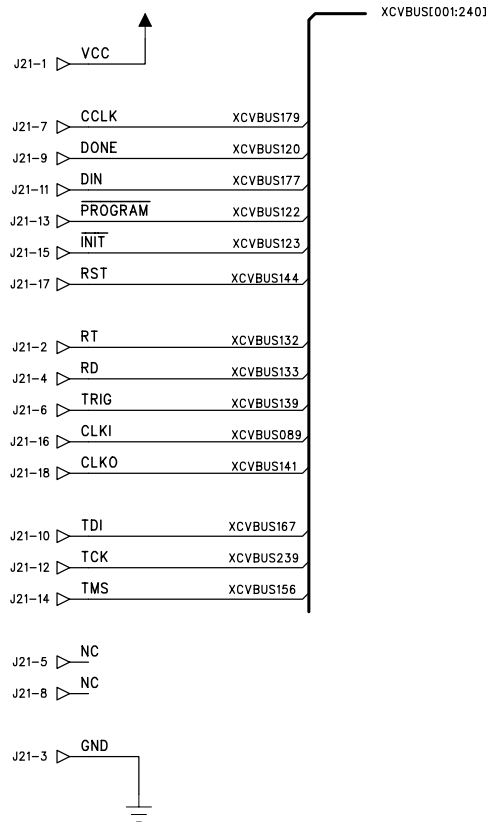 XCVBUS[001:240]
J21-1 VCC
J21-7 CCLK XCVBUS179
J21-9 DONE XCVBUS120
J21-11 DIN XCVBUS177
J21-13 PROGRAM XCVBUS122
J21-15 INIT XCVBUS123
J21-17 RST XCVBUS144
J21-2 RT XCVBUS132
J21-4 RD XCVBUS133
J21-6 TRIG XCVBUS139
J21-16 CLKI XCVBUS089
J21-18 CLKO XCVBUS141
J21-10 TDI XCVBUS167
J21-12 TCK XCVBUS239
J21-14 TMS XCVBUS156
J21-5 NC
J21-8 NC
J21-3 GND